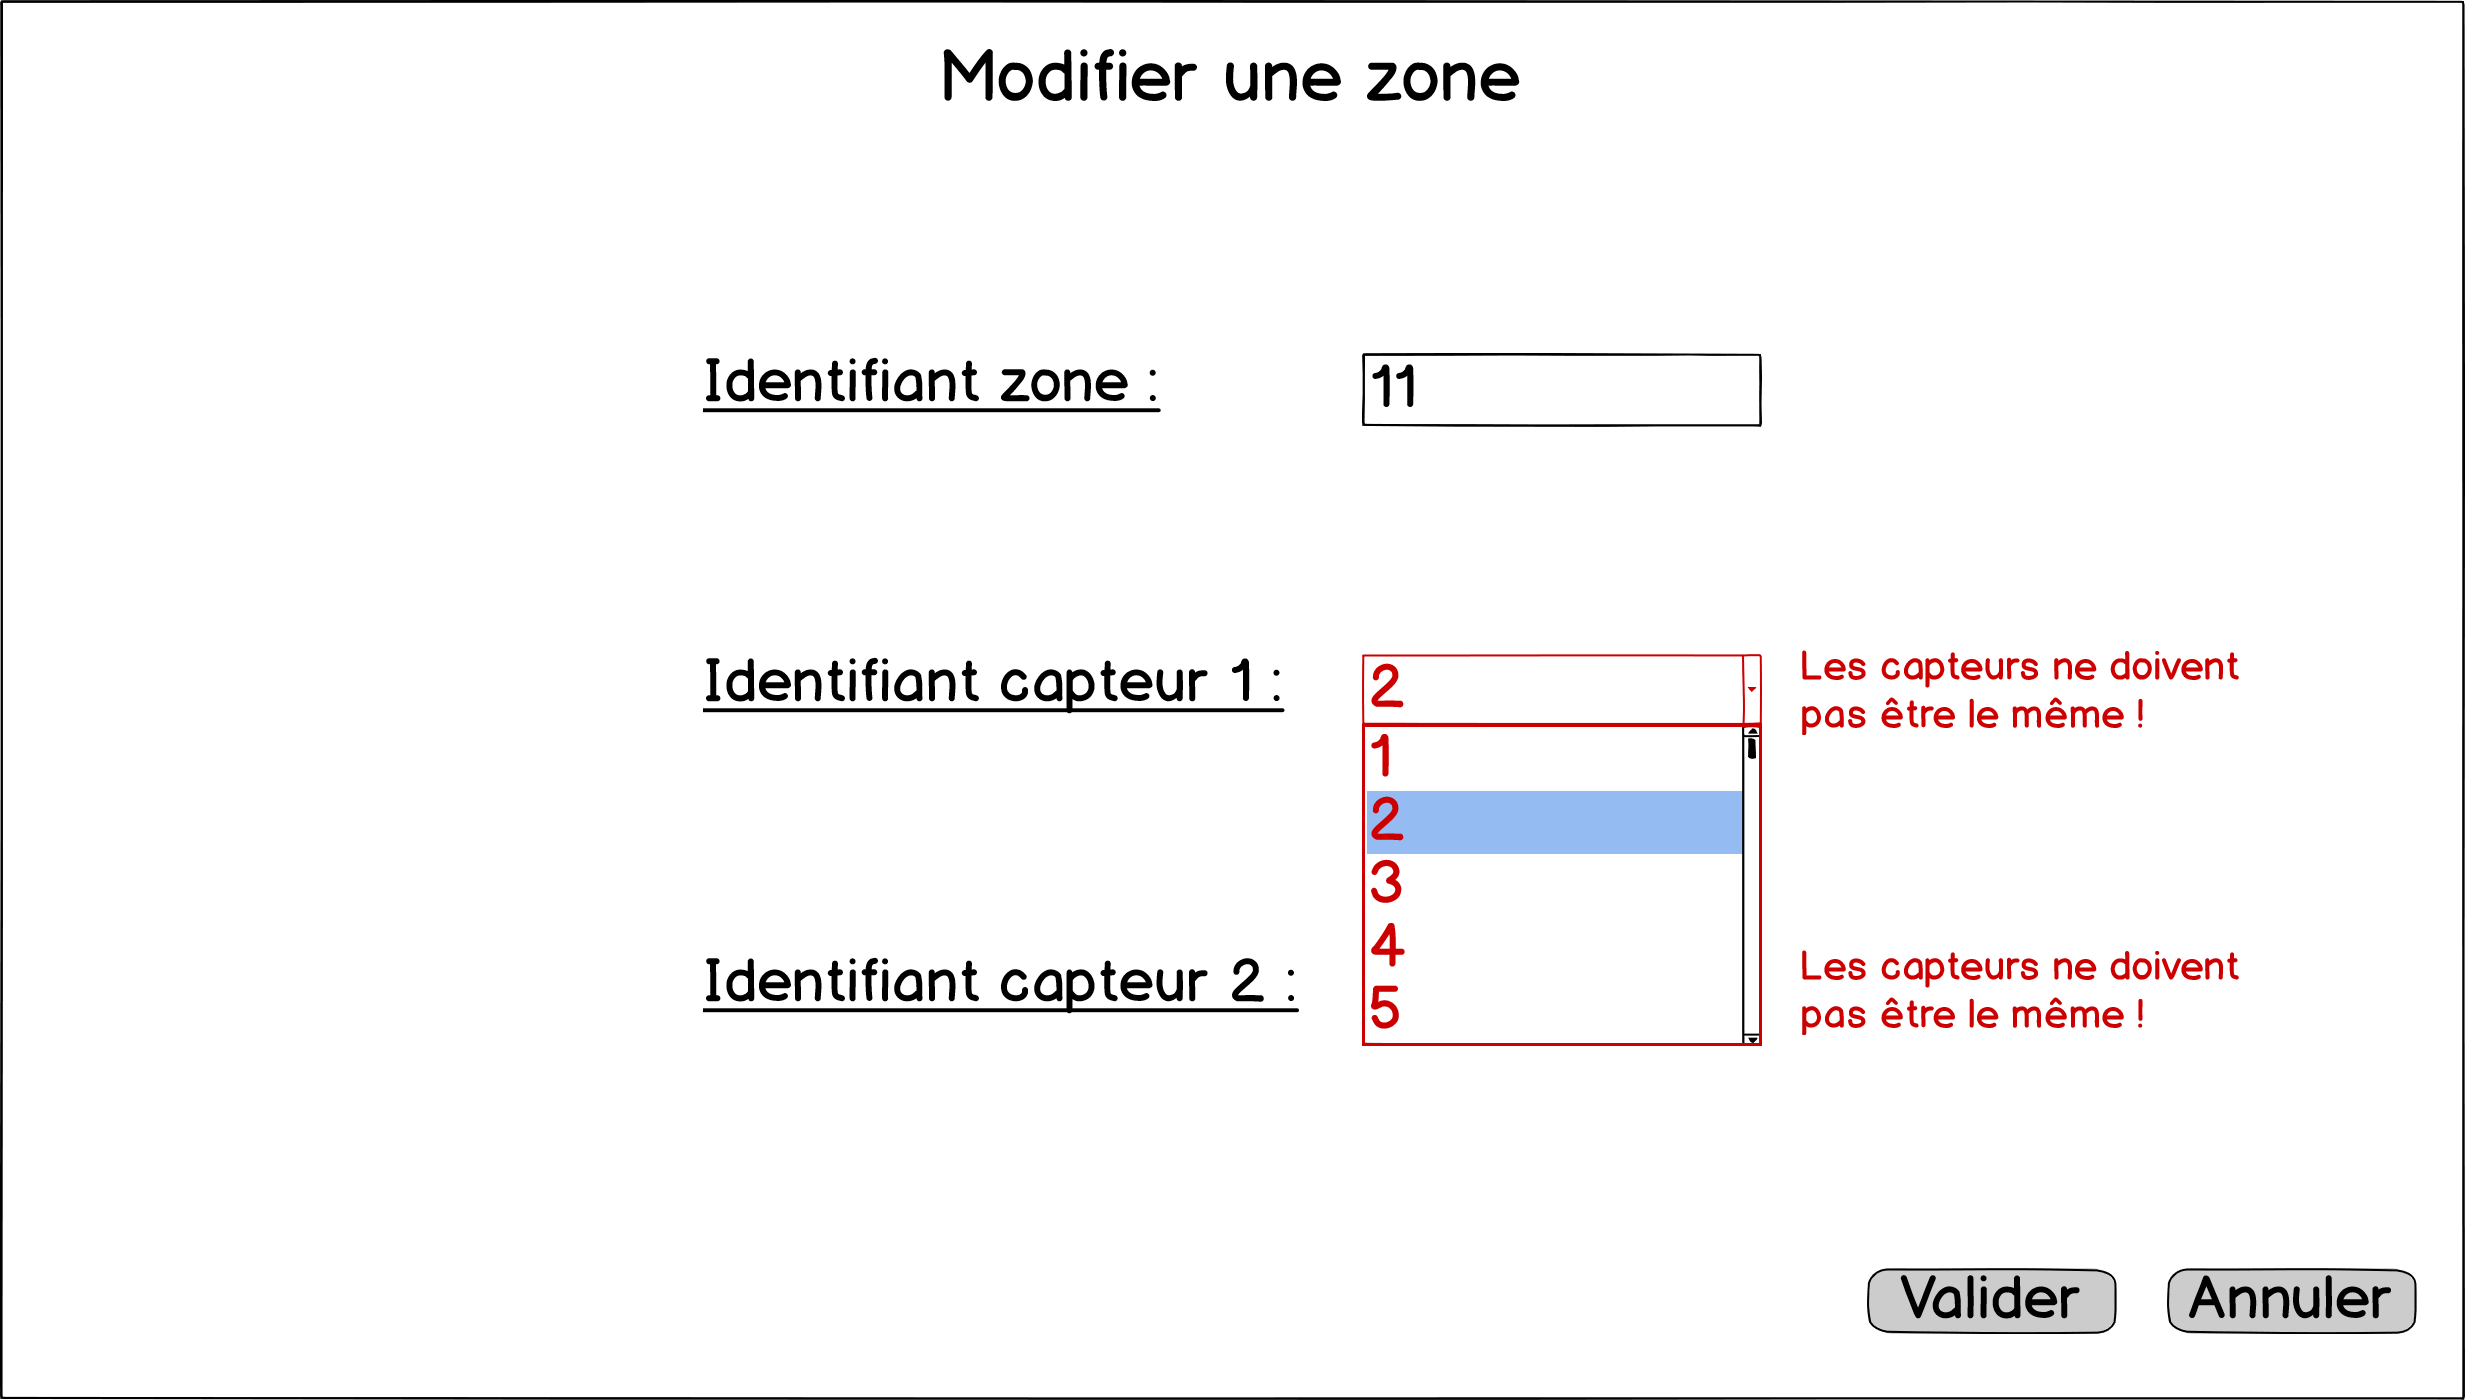 Modifier une zone
Identifiant zone :
11
Identifiant capteur 1 :
2
Les capteurs ne doivent
pas être le même !
1
2
3
4
5
Identifiant capteur 2 :
Les capteurs ne doivent
pas être le même !
Valider
Annuler